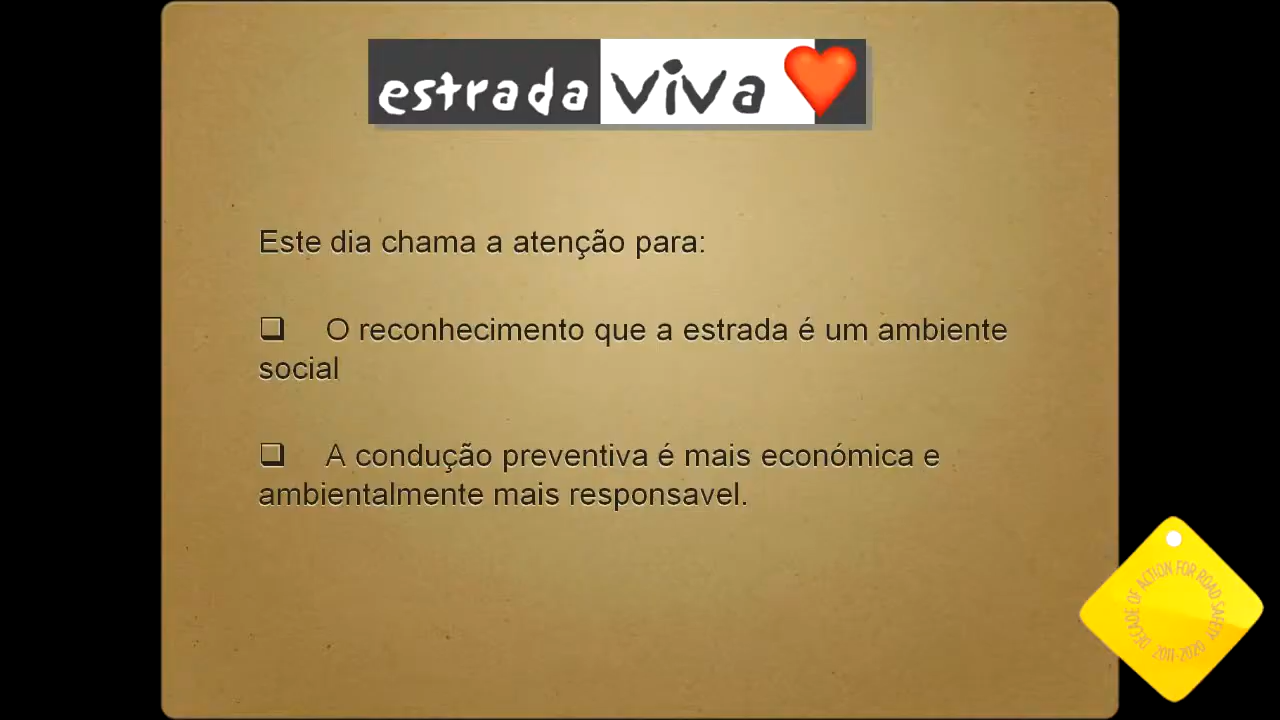 estrada viva
Este dia chama a atenção para:
❑ O reconhecimento que a estrada é um ambiente
social
❑ A condução preventiva é mais económica e
ambientalmente mais responsavel.
DECADE OF ACTION FOR ROAD SAFETY 2011-2020